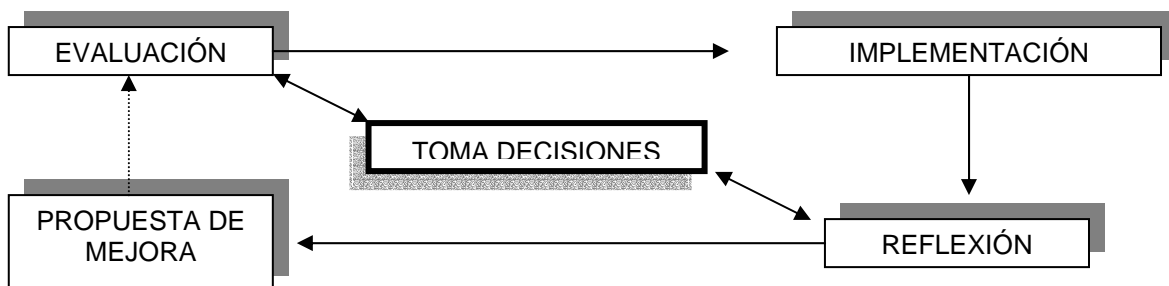 EVALUACIÓN
IMPLEMENTACIÓN
TOMA DECISIONES
PROPUESTA DE
MEJORA
REFLEXIÓN